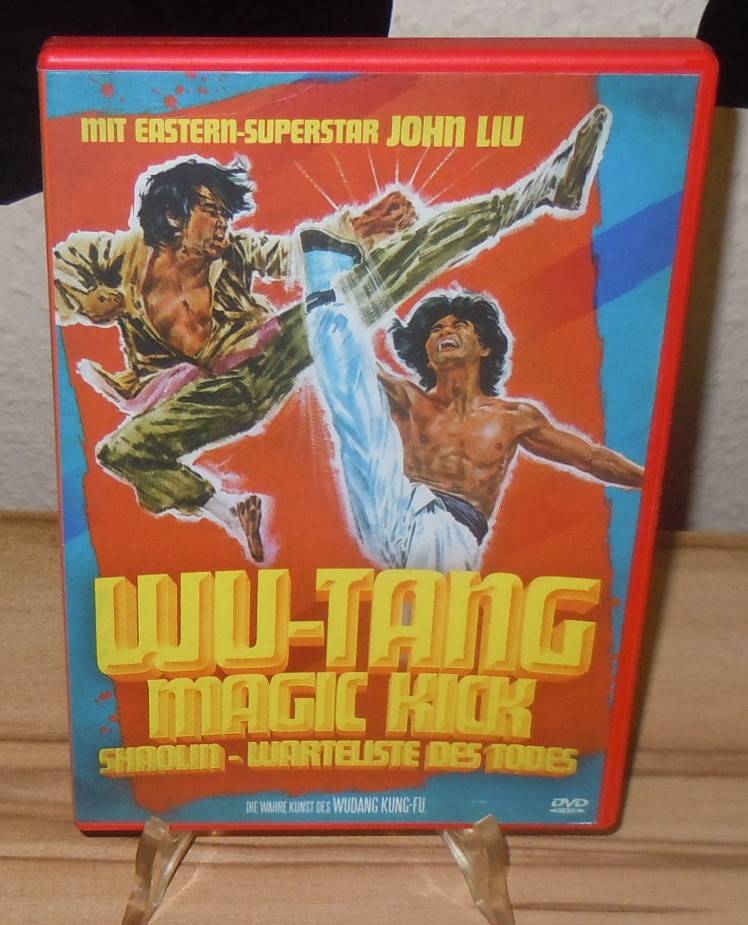 MIT EASTERN-SUPERSTAR JOHN LIU
WU-TANG
MAGIC KICK
SHAOLIN - WARTELISTE DES TODES
DIE WAHRE KUNST DES WUDANG KUNG-FU.
DVD